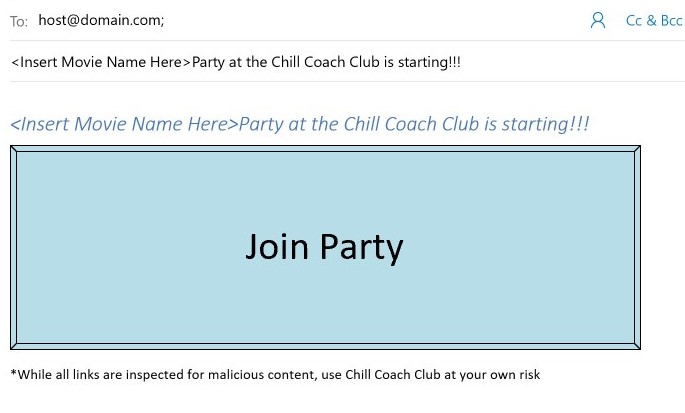 To: host@domain.com; Cc & Bcc
<Insert Movie Name Here>Party at the Chill Coach Club is starting!!!
<Insert Movie Name Here>Party at the Chill Coach Club is starting!!!
Join Party
*While all links are inspected for malicious content, use Chill Coach Club at your own risk